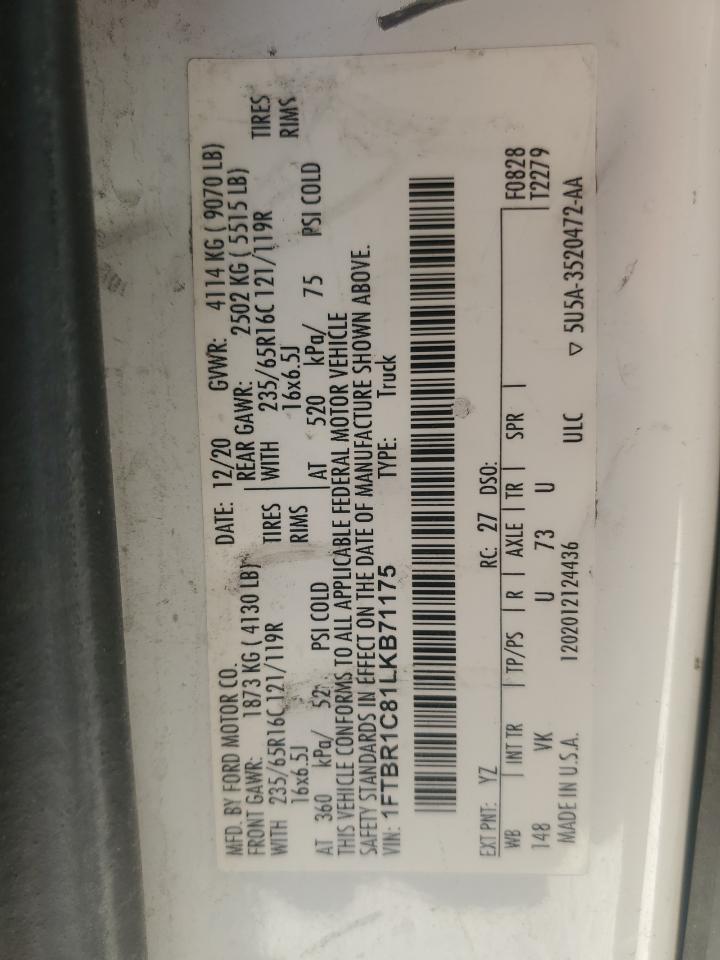 MFD. BY FORD MOTOR CO. DATE: 12/20 GVWR: 4114 KG ( 9070 LB)
FRONT GAWR: 1873 KG ( 4130 LB) REAR GAWR: 2502 KG ( 5515 LB)
WITH 235/65R16C 121/119R TIRES WITH 235/65R16C 121/119R TIRES
16x6.5J RIMS 16x6.5J RIMS
AT 360 kPa/ 52 PSI COLD AT 520 kPa/ 75 PSI COLD
THIS VEHICLE CONFORMS TO ALL APPLICABLE FEDERAL MOTOR VEHICLE
SAFETY STANDARDS IN EFFECT ON THE DATE OF MANUFACTURE SHOWN ABOVE.
VIN: 1FTBR1C81LKB71175 TYPE: Truck
EXT PNT: YZ RC: 27 DSO:
WB INT TR TP/PS R AXLE TR SPR F0828
148 VK U 73 U T2279
MADE IN U.S.A. 1202012124436 ULC ▽ 5U5A-3520472-AA